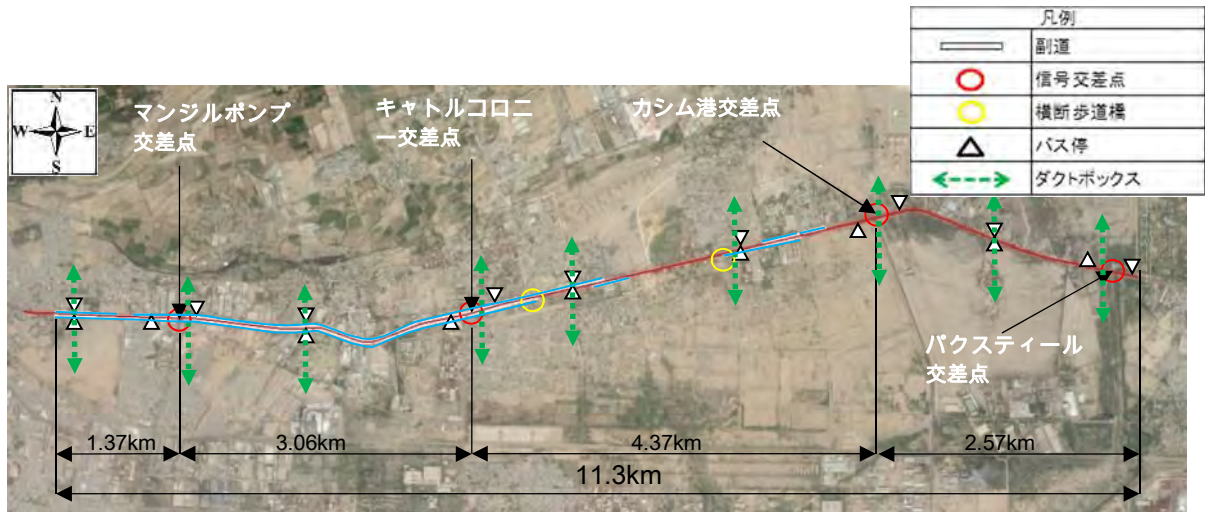 凡例
副道
信号交差点
横断歩道橋
バス停
ダクトボックス
N
W
E
S
マンジルポンプ
交差点
キャトルコロニ
ー交差点
カシム港交差点
パクスティール
交差点
1.37km
3.06km
4.37km
2.57km
11.3km